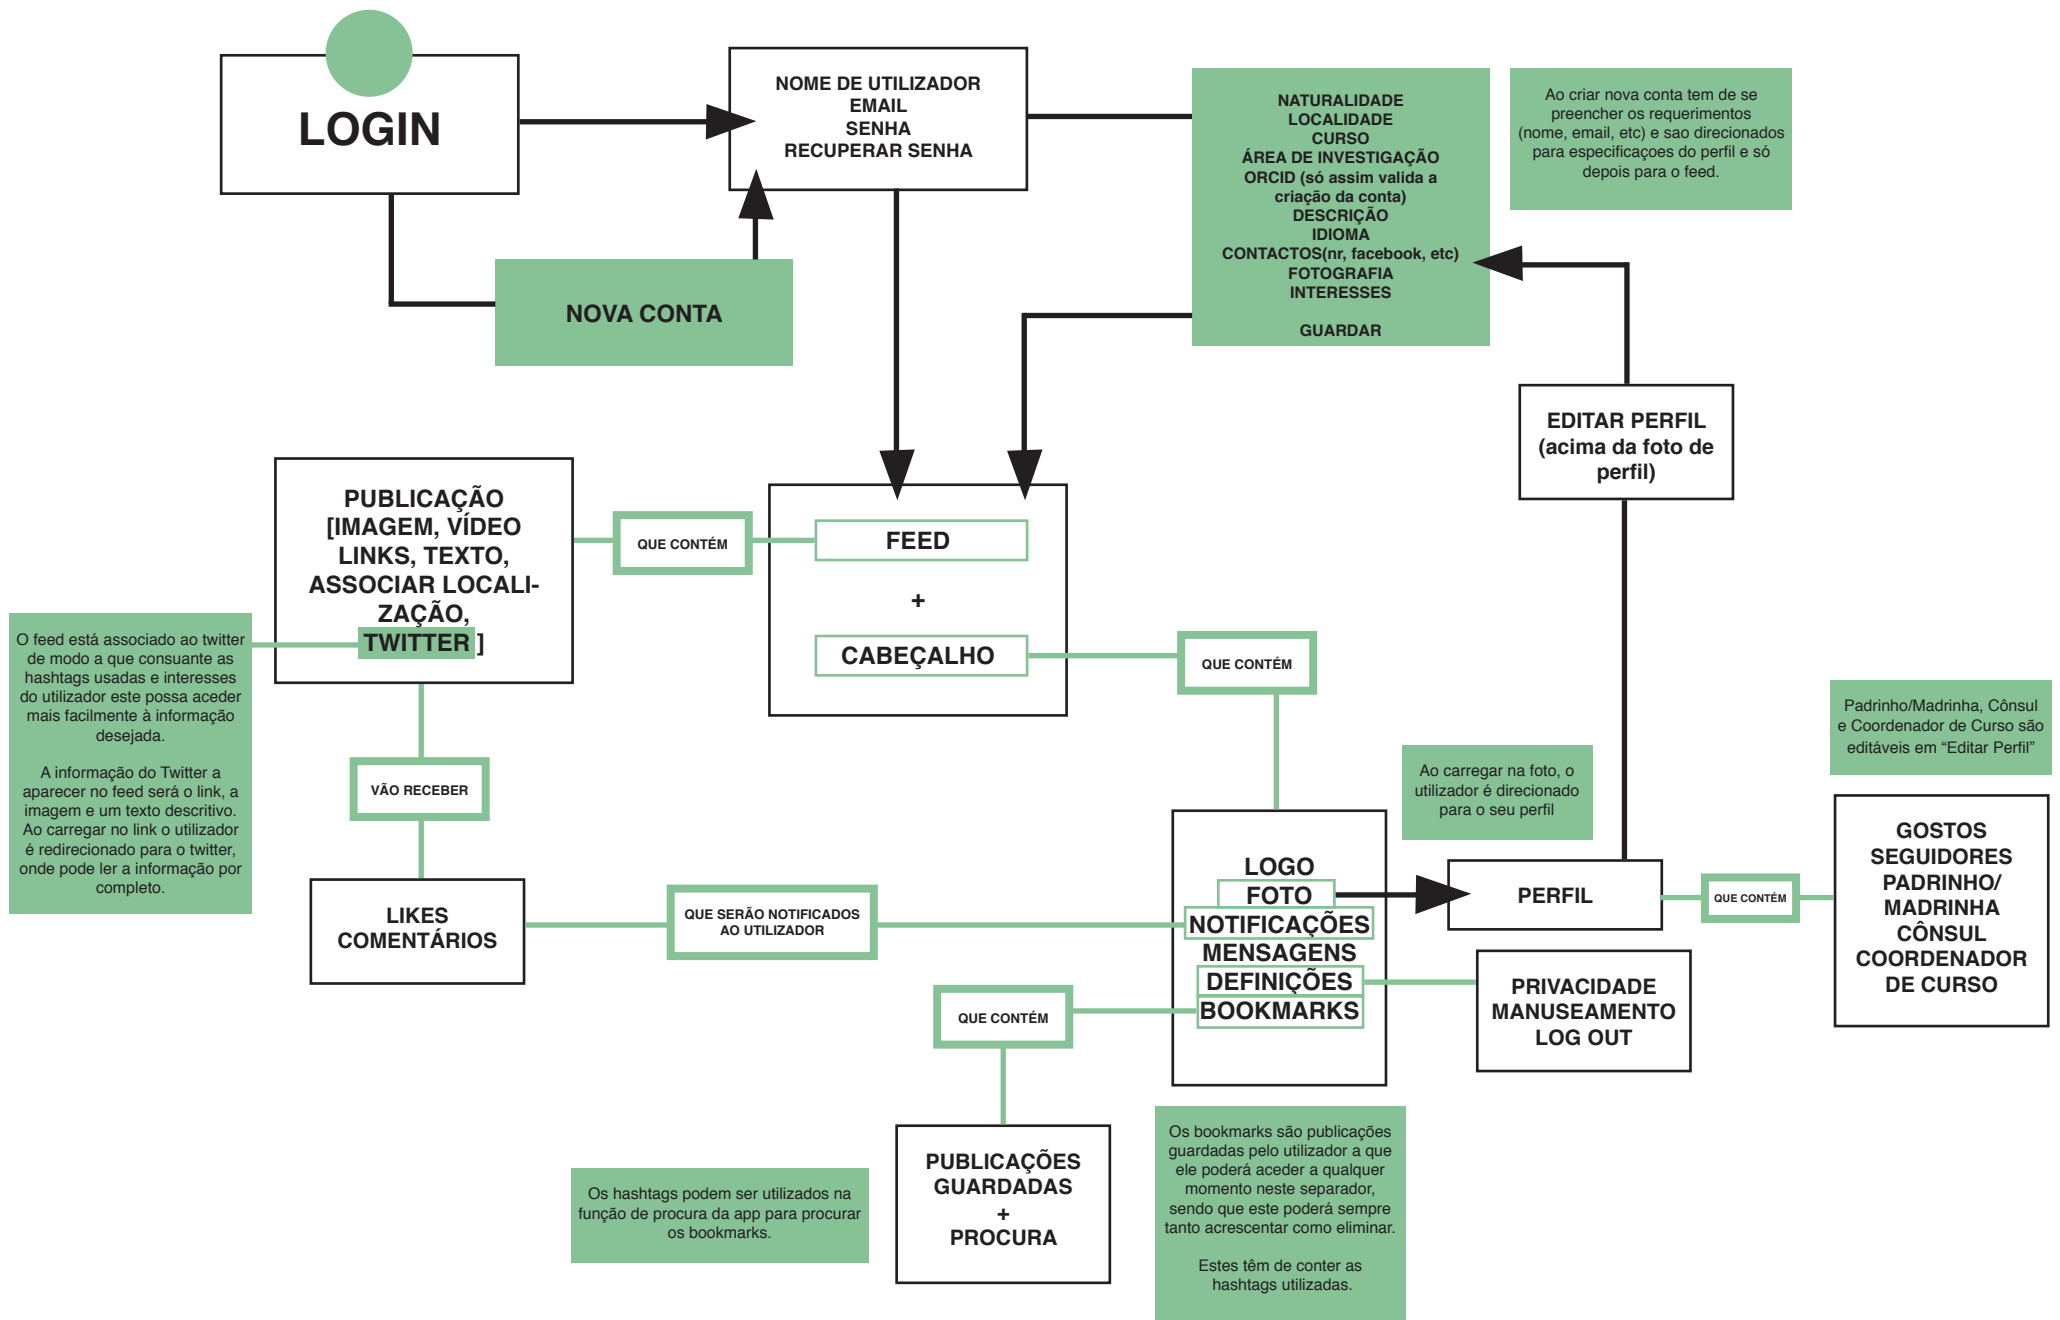 LOGIN
NOME DE UTILIZADOR
EMAIL
SENHA
RECUPERAR SENHA
NATURALIDADE
LOCALIDADE
CURSO
ÁREA DE INVESTIGAÇÃO
ORCID (só assim valida a
criação da conta)
DESCRIÇÃO
IDIOMA
CONTACTOS(nr, facebook, etc)
FOTOGRAFIA
INTERESSES
GUARDAR
Ao criar nova conta tem de se
preencher os requerimentos
(nome, email, etc) e sao direcionados
para especificaçoes do perfil e só
depois para o feed.
NOVA CONTA
EDITAR PERFIL
(acima da foto de
perfil)
PUBLICAÇÃO
[IMAGEM, VÍDEO
LINKS, TEXTO,
ASSOCIAR LOCALI-
ZAÇÃO,
TWITTER ]
QUE CONTÉM
FEED
+
CABEÇALHO
QUE CONTÉM
O feed está associado ao twitter
de modo a que consuante as
hashtags usadas e interesses
do utilizador este possa aceder
mais facilmente à informação
desejada.
A informação do Twitter a
aparecer no feed será o link, a
imagem e um texto descritivo.
Ao carregar no link o utilizador
é redirecionado para o twitter,
onde pode ler a informação por
completo.
VÃO RECEBER
LIKES
COMENTÁRIOS
QUE SERÃO NOTIFICADOS
AO UTILIZADOR
LOGO
FOTO
NOTIFICAÇÕES
MENSAGENS
DEFINIÇÕES
BOOKMARKS
Ao carregar na foto, o
utilizador é direcionado
para o seu perfil
PERFIL
QUE CONTÉM
Padrinho/Madrinha, Cônsul
e Coordenador de Curso são
editáveis em “Editar Perfil”
GOSTOS
SEGUIDORES
PADRINHO/
MADRINHA
CÔNSUL
COORDENADOR
DE CURSO
PRIVACIDADE
MANUSEAMENTO
LOG OUT
QUE CONTÉM
PUBLICAÇÕES
GUARDADAS
+
PROCURA
Os hashtags podem ser utilizados na
função de procura da app para procurar
os bookmarks.
Os bookmarks são publicações
guardadas pelo utilizador a que
ele poderá aceder a qualquer
momento neste separador,
sendo que este poderá sempre
tanto acrescentar como eliminar.
Estes têm de conter as
hashtags utilizadas.